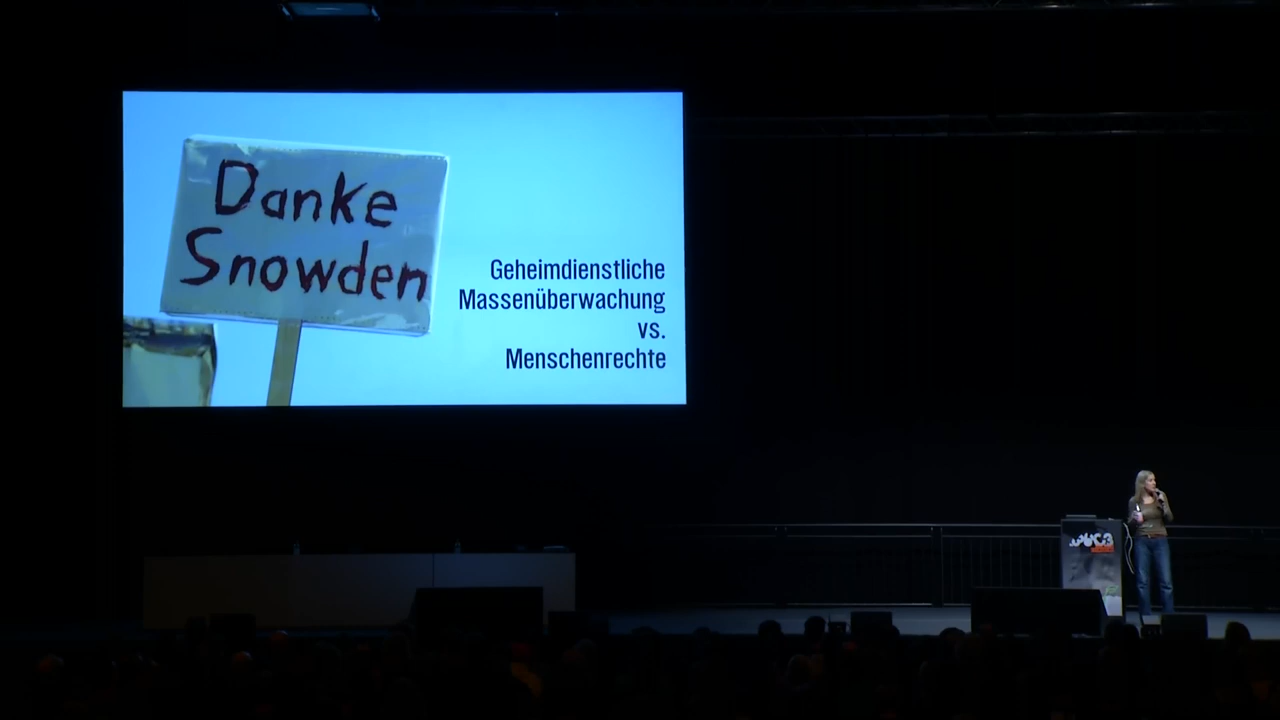 Danke
Snowden
Geheimdienstliche
Massenüberwachung
vs.
Menschenrechte